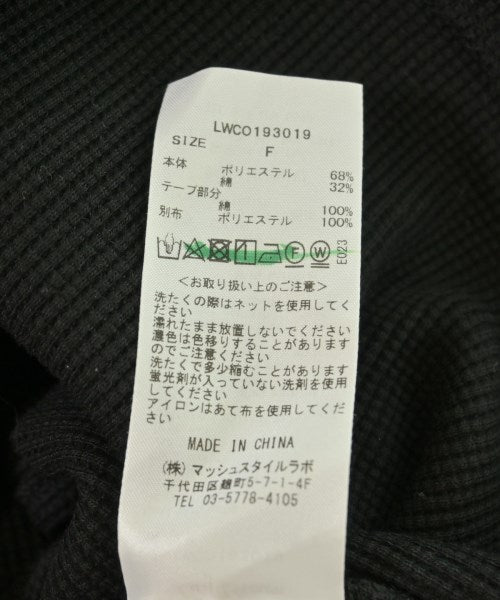 LWCO193019
SIZE F
本体 ポリエステル 68%
綿 32%
テープ部分
綿 100%
別布 ポリエステル 100%
F W E023
<お取り扱い上のご注意>
洗たくの際はネットを使用してく
ださい
濡れたまま放置しないでください
濃色は色移りすることがあります
のでご注意ください
洗たくで多少縮むことがあります
蛍光剤が入っていない洗剤を使用
してください
アイロンはあて布を使用してくだ
さい
MADE IN CHINA
(株)マッシュスタイルラボ
千代田区麹町5-7-1-4F
TEL 03-5778-4105